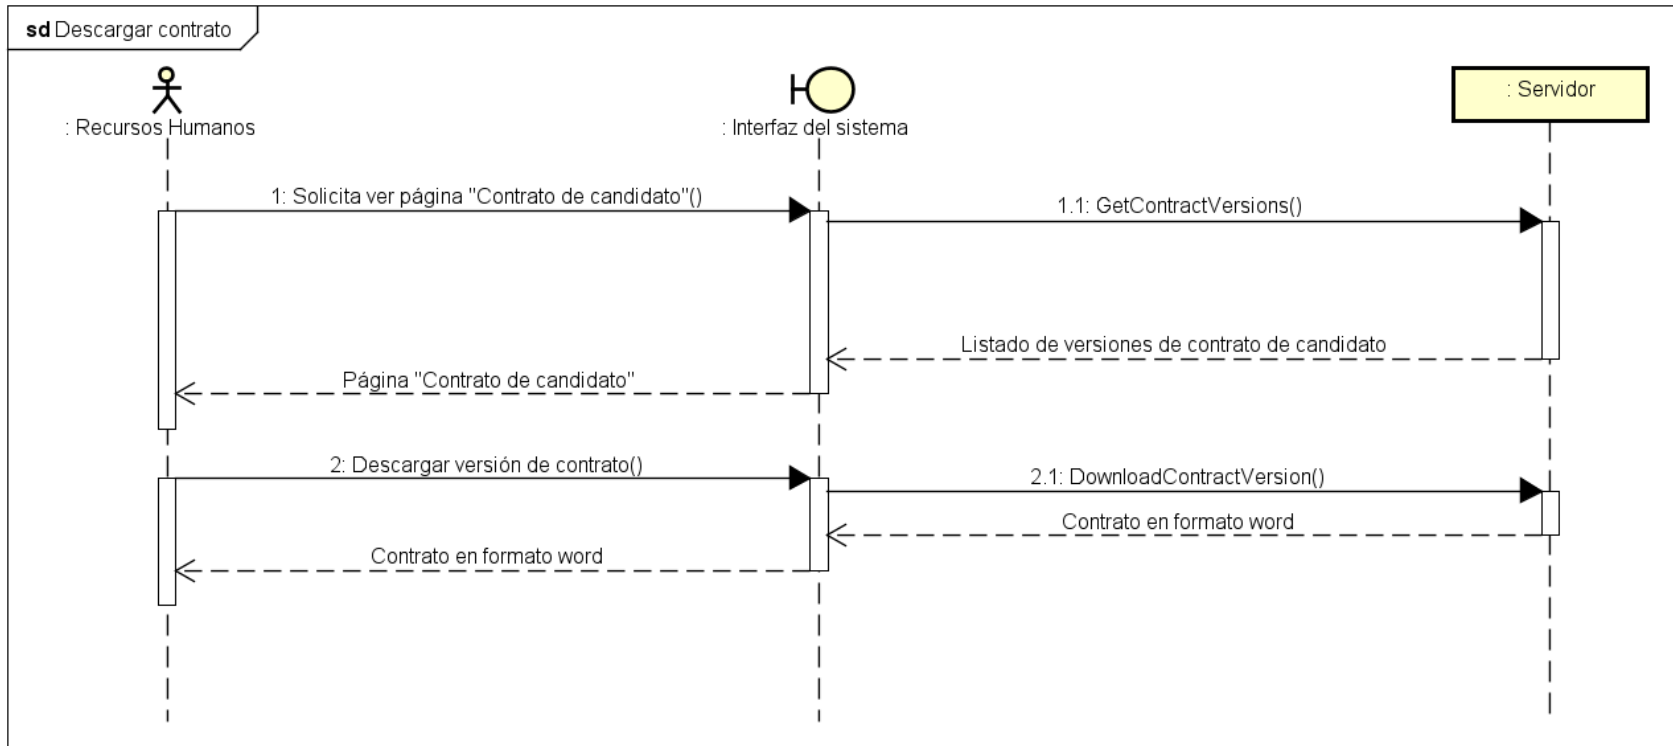 sd Descargar contrato
: Recursos Humanos
: Interfaz del sistema
: Servidor
1: Solicita ver página "Contrato de candidato"()
1.1: GetContractVersions()
Listado de versiones de contrato de candidato
Página "Contrato de candidato"
2: Descargar versión de contrato()
2.1: DownloadContractVersion()
Contrato en formato word
Contrato en formato word